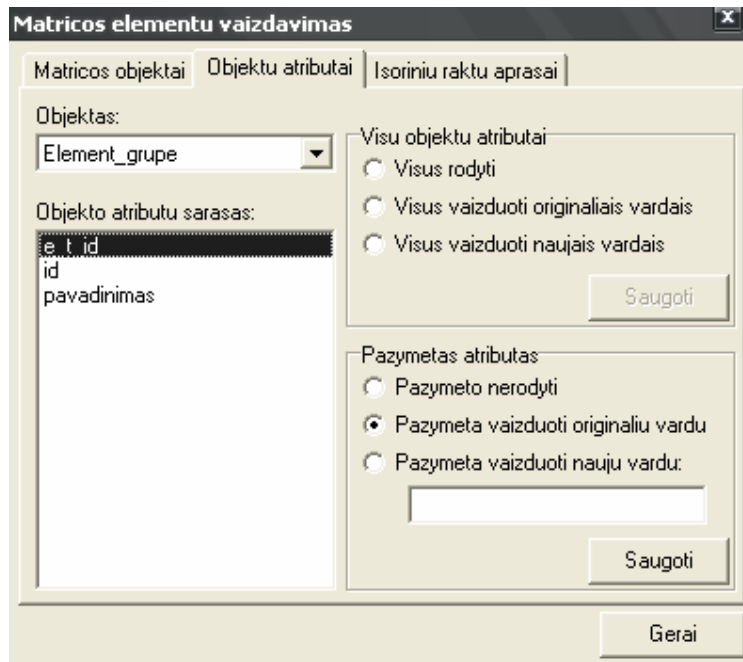 Matricos elementu vaizdavimas
Matricos objektai
Objektu atributai
Isoriniu raktu aprasai
Objektas:
Element_grupe
Objekto atributu sarasas:
e_t_id
id
pavadinimas
Visu objektu atributai
Visus rodyti
Visus vaizduoti originaliais vardais
Visus vaizduoti naujais vardais
Saugoti
Pazymetas atributas
Pazymeto nerodyti
Pazymeta vaizduoti originaliu vardu
Pazymeta vaizduoti nauju vardu:
Saugoti
Gerai